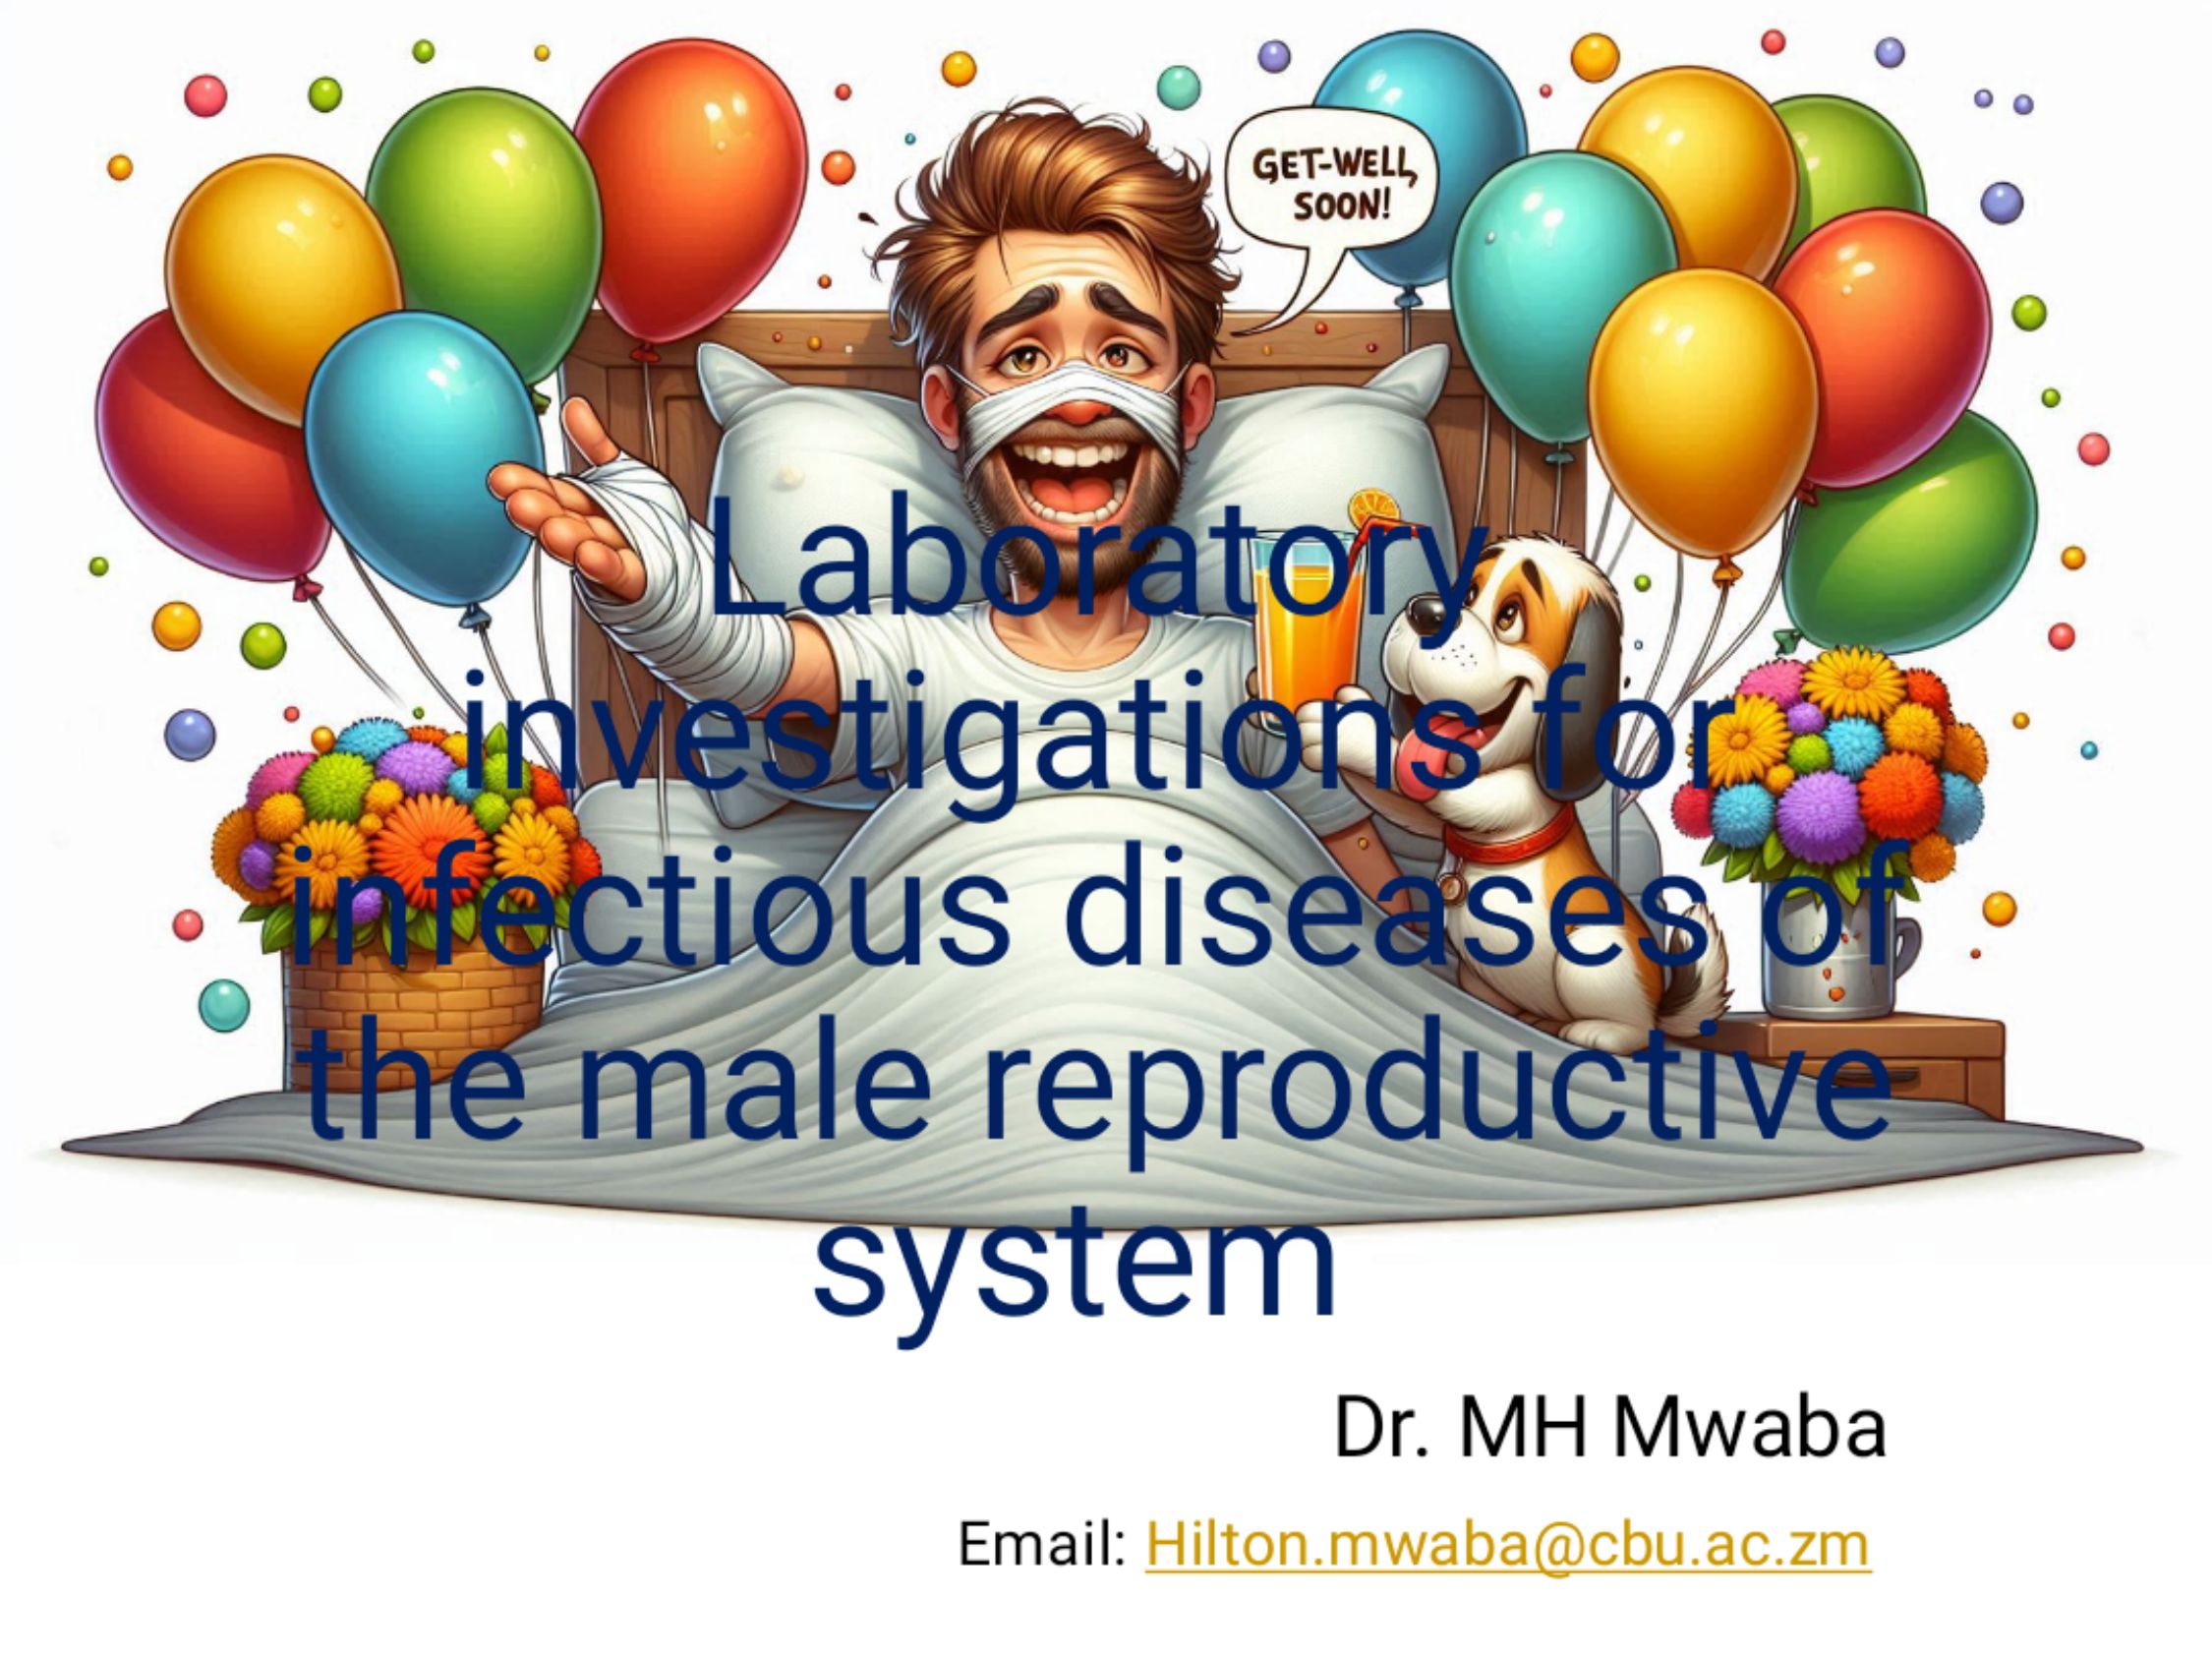 GET-WELL,
SOON!
Laboratory
investigations for
infectious diseases of
the male reproductive
system
Dr. MH Mwaba
Email: Hilton.mwaba@cbu.ac.zm